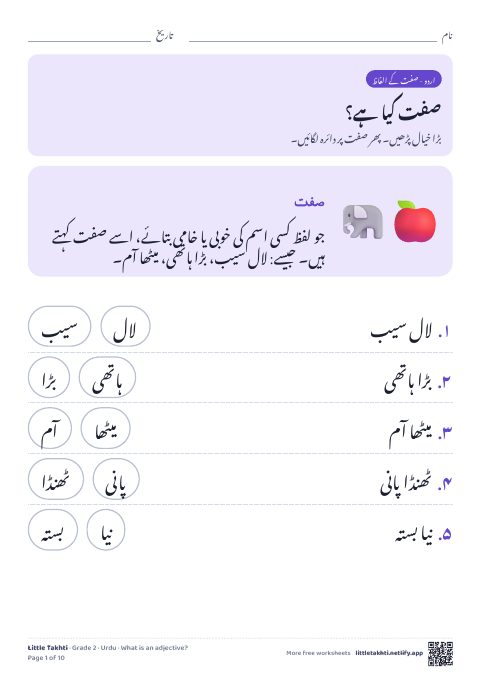 نام تاریخ
اردو · صفت کے الفاظ
صفت کیا ہے؟
بڑا خیال پڑھیں۔ پھر صفت پر دائرہ لگائیں۔
صفت
جو لفظ کسی اسم کی خوبی یا خامی بتائے، اسے صفت کہتے
ہیں۔ جیسے: لال سیب، بڑا ہاتھی، میٹھا آم۔
۱. لال سیب لال سیب
۲. بڑا ہاتھی ہاتھی بڑا
۳. میٹھا آم میٹھا آم
۴. ٹھنڈا پانی پانی ٹھنڈا
۵. نیا بستہ نیا بستہ
Little Takhti · Grade 2 · Urdu · What is an adjective?
Page 1 of 10
More free worksheets · littletakhti.netlify.app